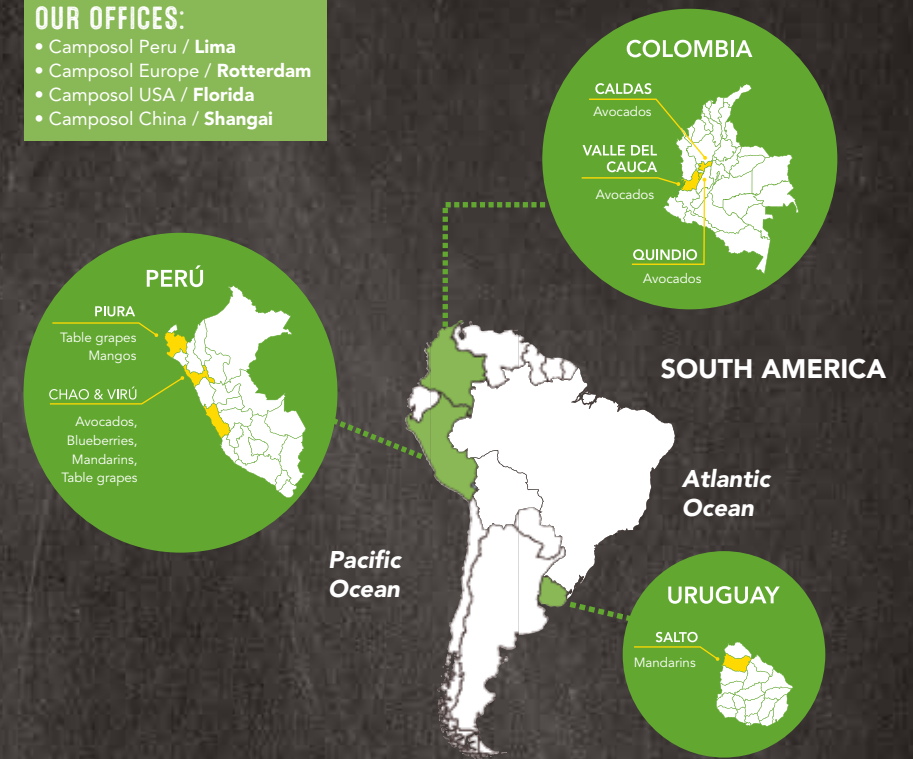 OUR OFFICES:
• Camposol Peru / Lima
• Camposol Europe / Rotterdam
• Camposol USA / Florida
• Camposol China / Shangai
COLOMBIA
CALDAS
Avocados
VALLE DEL
CAUCA
Avocados
QUINDIO
Avocados
PERÚ
PIURA
Table grapes
Mangos
CHAO & VIRÚ
Avocados,
Blueberries,
Mandarins,
Table grapes
SOUTH AMERICA
Atlantic
Ocean
Pacific
Ocean
URUGUAY
SALTO
Mandarins